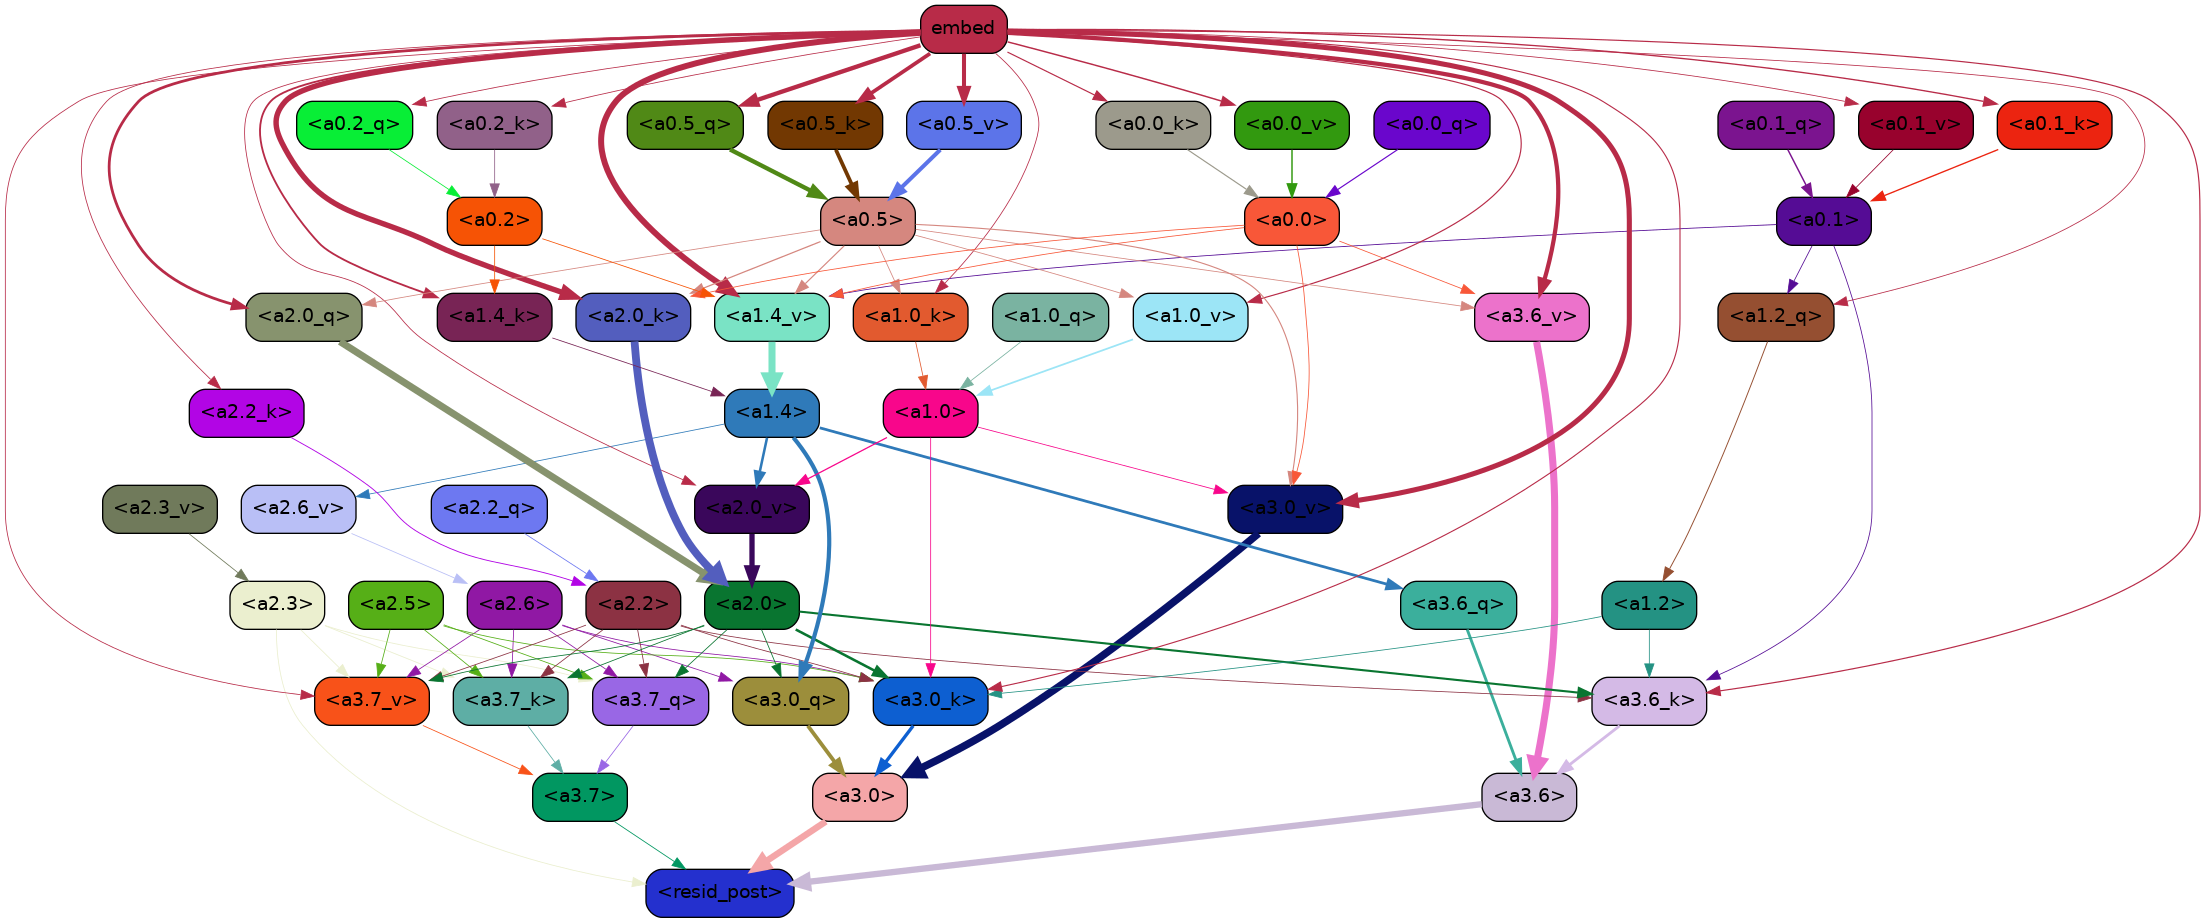 embed
<a0.2_q>
<a0.2_k>
<a0.5_q>
<a0.5_k>
<a0.5_v>
<a0.0_k>
<a0.0_v>
<a0.0_q>
<a0.1_q>
<a0.1_v>
<a0.1_k>
<a0.2>
<a0.5>
<a0.0>
<a0.1>
<a2.0_q>
<a1.4_k>
<a2.0_k>
<a1.4_v>
<a1.0_k>
<a1.0_q>
<a1.0_v>
<a3.6_v>
<a1.2_q>
<a2.2_k>
<a1.4>
<a1.0>
<a2.3_v>
<a2.6_v>
<a2.2_q>
<a2.0_v>
<a3.0_v>
<a2.3>
<a2.5>
<a2.6>
<a2.2>
<a2.0>
<a3.6_q>
<a1.2>
<a3.7_v>
<a3.7_k>
<a3.7_q>
<a3.0_q>
<a3.0_k>
<a3.6_k>
<a3.7>
<a3.0>
<a3.6>
<resid_post>